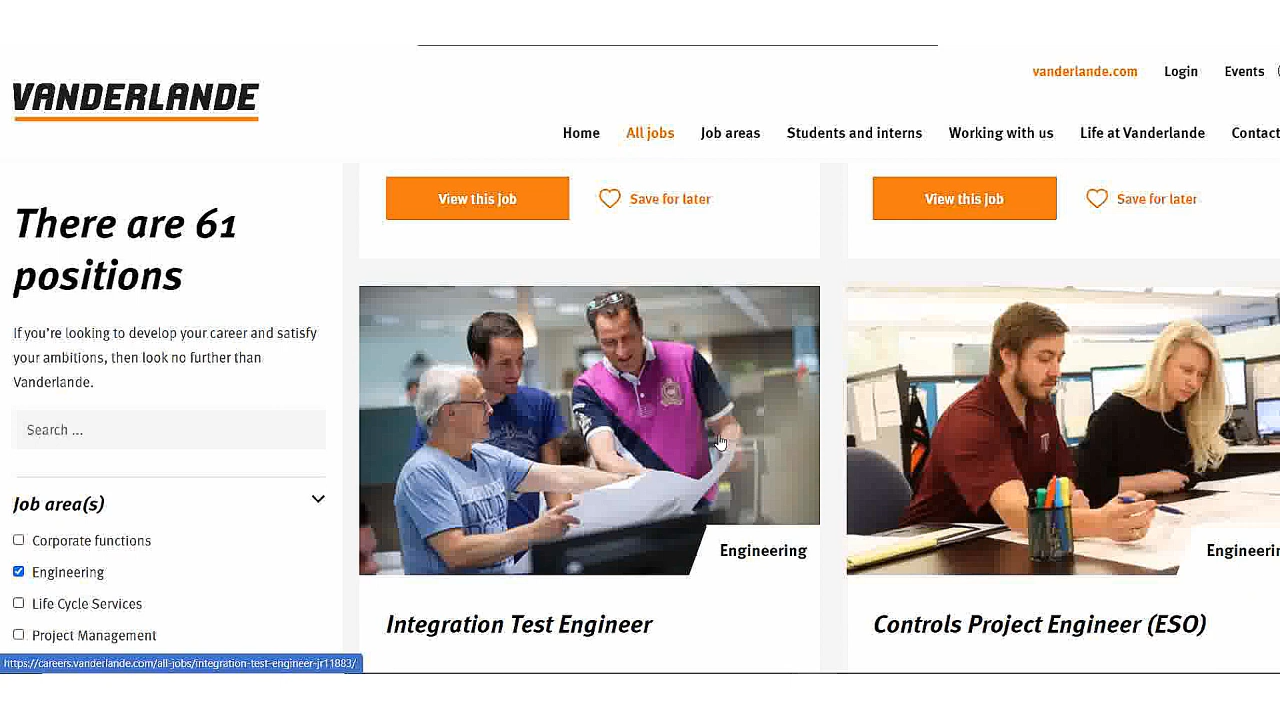 VANDERLANDE
vanderlande.com Login Events
Home All jobs Job areas Students and interns Working with us Life at Vanderlande Contact
There are 61
positions
If you're looking to develop your career and satisfy
your ambitions, then look no further than
Vanderlande.
Search ...
Job area(s)
Corporate functions
Engineering
Life Cycle Services
Project Management
https://careers.vanderlande.com/all-jobs/integration-test-engineer-jr11883/
View this job Save for later
View this job Save for later
Engineering
Integration Test Engineer
Engineerin
Controls Project Engineer (ESO)